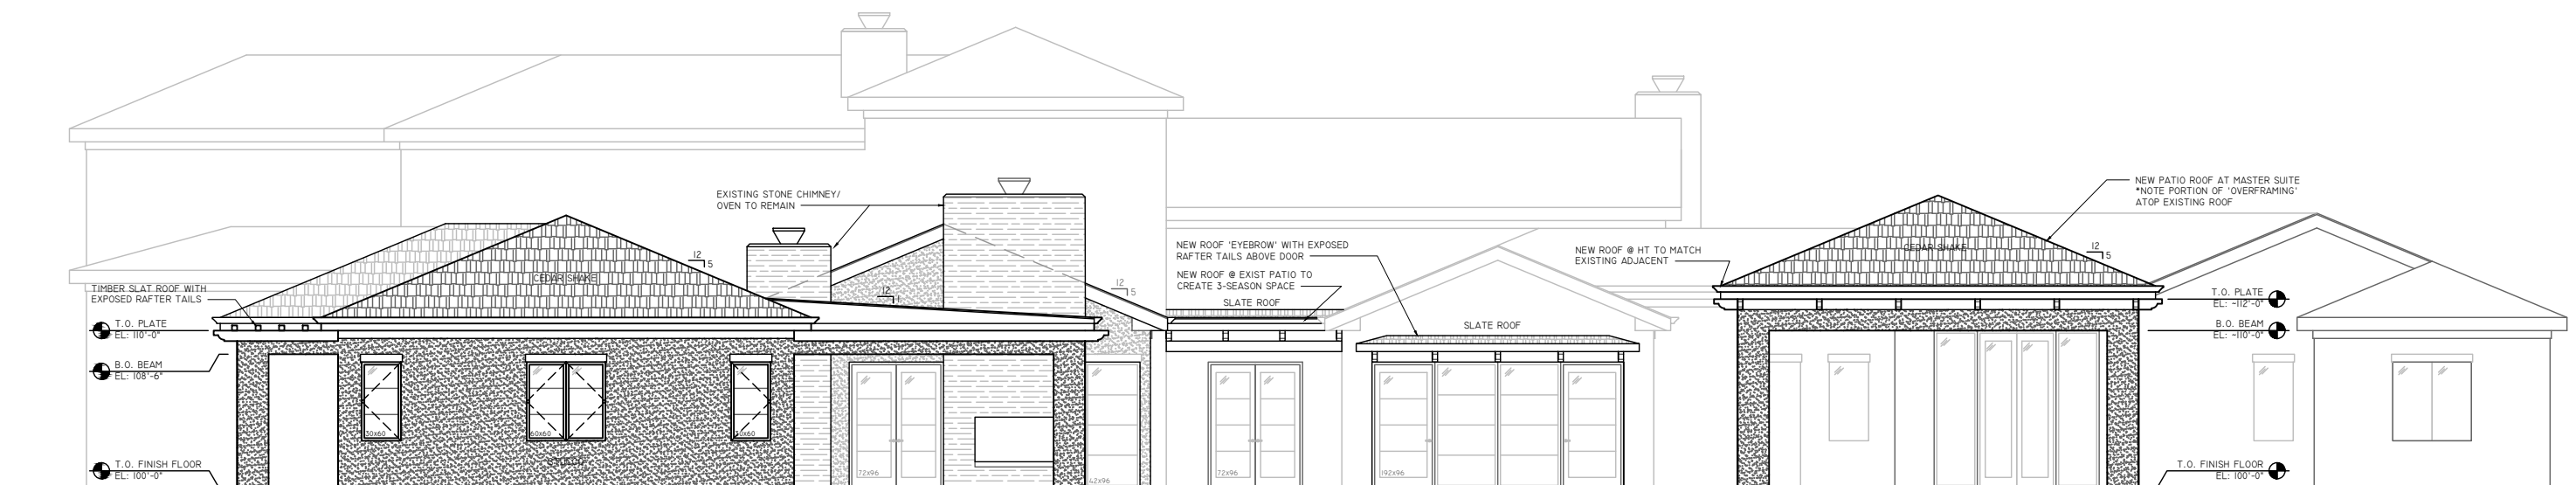 EXISTING STONE CHIMNEY/
OVEN TO REMAIN
NEW PATIO ROOF AT MASTER SUITE
*NOTE PORTION OF 'OVERFRAMING'
ATOP EXISTING ROOF
NEW ROOF 'EYEBROW' WITH EXPOSED
RAFTER TAILS ABOVE DOOR
NEW ROOF @ HT TO MATCH
EXISTING ADJACENT
NEW ROOF @ EXIST PATIO TO
CREATE 3-SEASON SPACE
SLATE ROOF
SLATE ROOF
CEDAR SHAKE
CEDAR SHAKE
12
5
12
1
12
5
12
5
TIMBER SLAT ROOF WITH
EXPOSED RAFTER TAILS
T.O. PLATE
EL: 110'-0"
B.O. BEAM
EL: 108'-6"
T.O. FINISH FLOOR
EL: 100'-0"
30x60
60x60
30x60
STUCCO
72x96
42x96
72x96
192x96
T.O. PLATE
EL: ~112'-0"
B.O. BEAM
EL: ~110'-0"
T.O. FINISH FLOOR
EL: 100'-0"